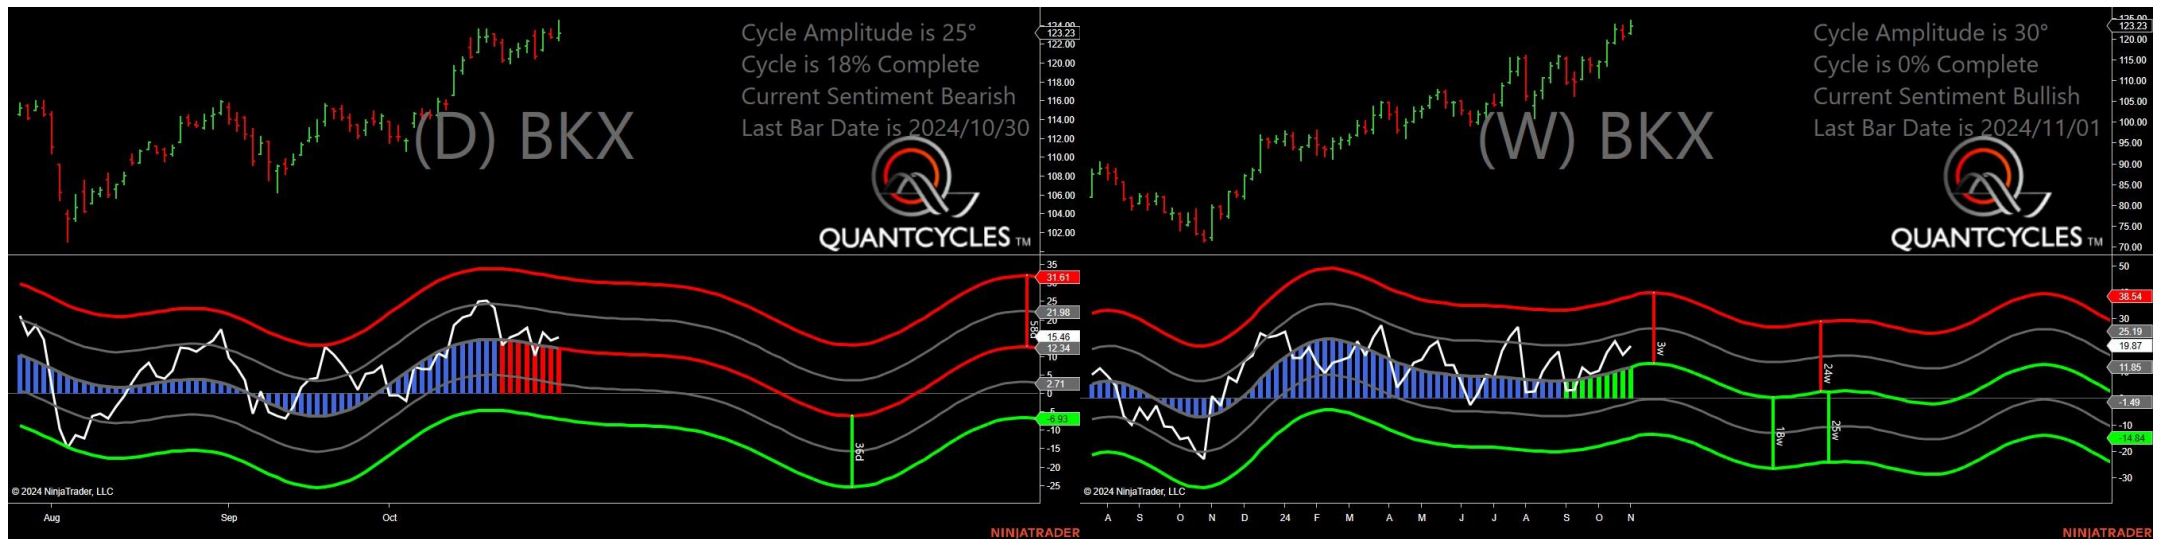 Cycle Amplitude is 25°
Cycle is 18% Complete
Current Sentiment Bearish
Last Bar Date is 2024/10/30
(D) BKX
QUANTCYCLES TM
124.00
123.23
122.00
120.00
118.00
116.00
114.00
112.00
110.00
108.00
106.00
104.00
102.00
35
31.61
25
21.98
20
15.46
12.34
10
2.71
0
-6.93
-10
-15
-20
-25
58d
36d
© 2024 NinjaTrader, LLC
Aug
Sep
Oct
NINJATRADER
Cycle Amplitude is 30°
Cycle is 0% Complete
Current Sentiment Bullish
Last Bar Date is 2024/11/01
(W) BKX
QUANTCYCLES TM
125.00
123.23
120.00
115.00
110.00
105.00
100.00
95.00
90.00
85.00
80.00
75.00
70.00
50
38.54
30
25.19
19.87
11.85
-1.49
-10
-14.84
-20
-30
3w
24w
18w
25w
© 2024 NinjaTrader, LLC
A S O N D 24 F M A M J J A S O N
NINJATRADER